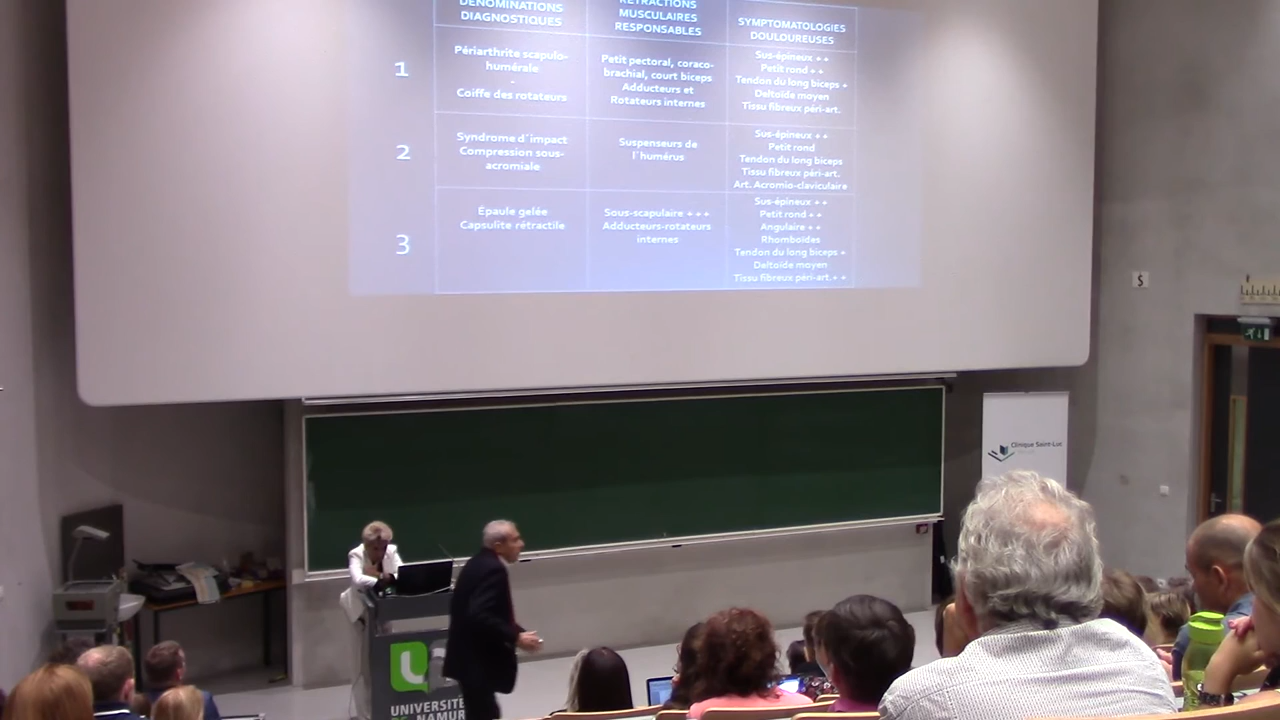 DÉNOMINATIONS
DIAGNOSTIQUES
RÉTRACTIONS
MUSCULAIRES
RESPONSABLES
SYMPTOMATOLOGIES
DOULOUREUSES
1
Périarthrite scapulo-
humérale
-
Coiffe des rotateurs
Petit pectoral, coraco-
brachial, court biceps
Adducteurs et
Rotateurs internes
Sus-épineux + +
Petit rond + +
Tendon du long biceps +
Deltoïde moyen
Tissu fibreux péri-art.
2
Syndrome d'impact
Compression sous-
acromiale
Suspenseurs de
l'humérus
Sus-épineux + +
Petit rond
Tendon du long biceps
Tissu fibreux péri-art.
Art. Acromio-claviculaire
3
Épaule gelée
Capsulite rétractile
Sous-scapulaire + + +
Adducteurs-rotateurs
internes
Sus-épineux + +
Petit rond + +
Angulaire + +
Rhomboïdes
Tendon du long biceps +
Deltoïde moyen
Tissu fibreux péri-art. + +
S
Clinique Saint-Luc
UNIVERSITÉ
DE NAMUR